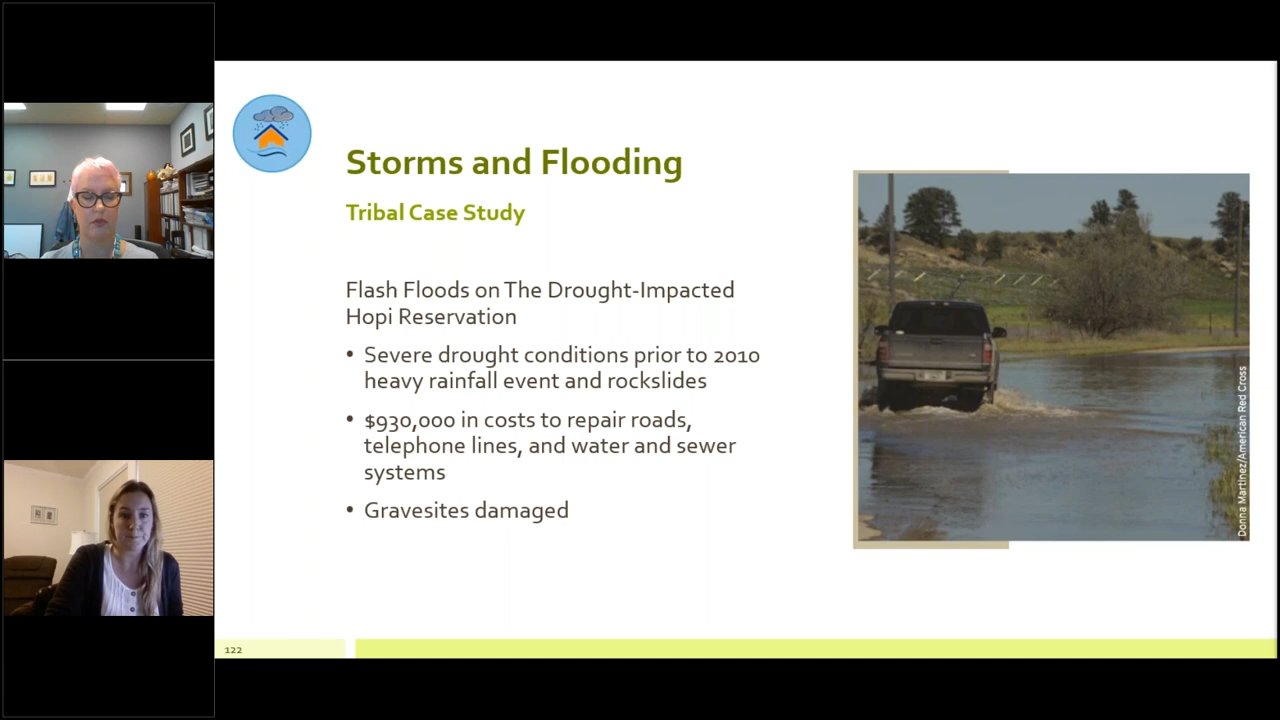 Storms and Flooding
Tribal Case Study
Flash Floods on The Drought-Impacted
Hopi Reservation
• Severe drought conditions prior to 2010
heavy rainfall event and rockslides
• $930,000 in costs to repair roads,
telephone lines, and water and sewer
systems
• Gravesites damaged
Donna Martinez/American Red Cross
122